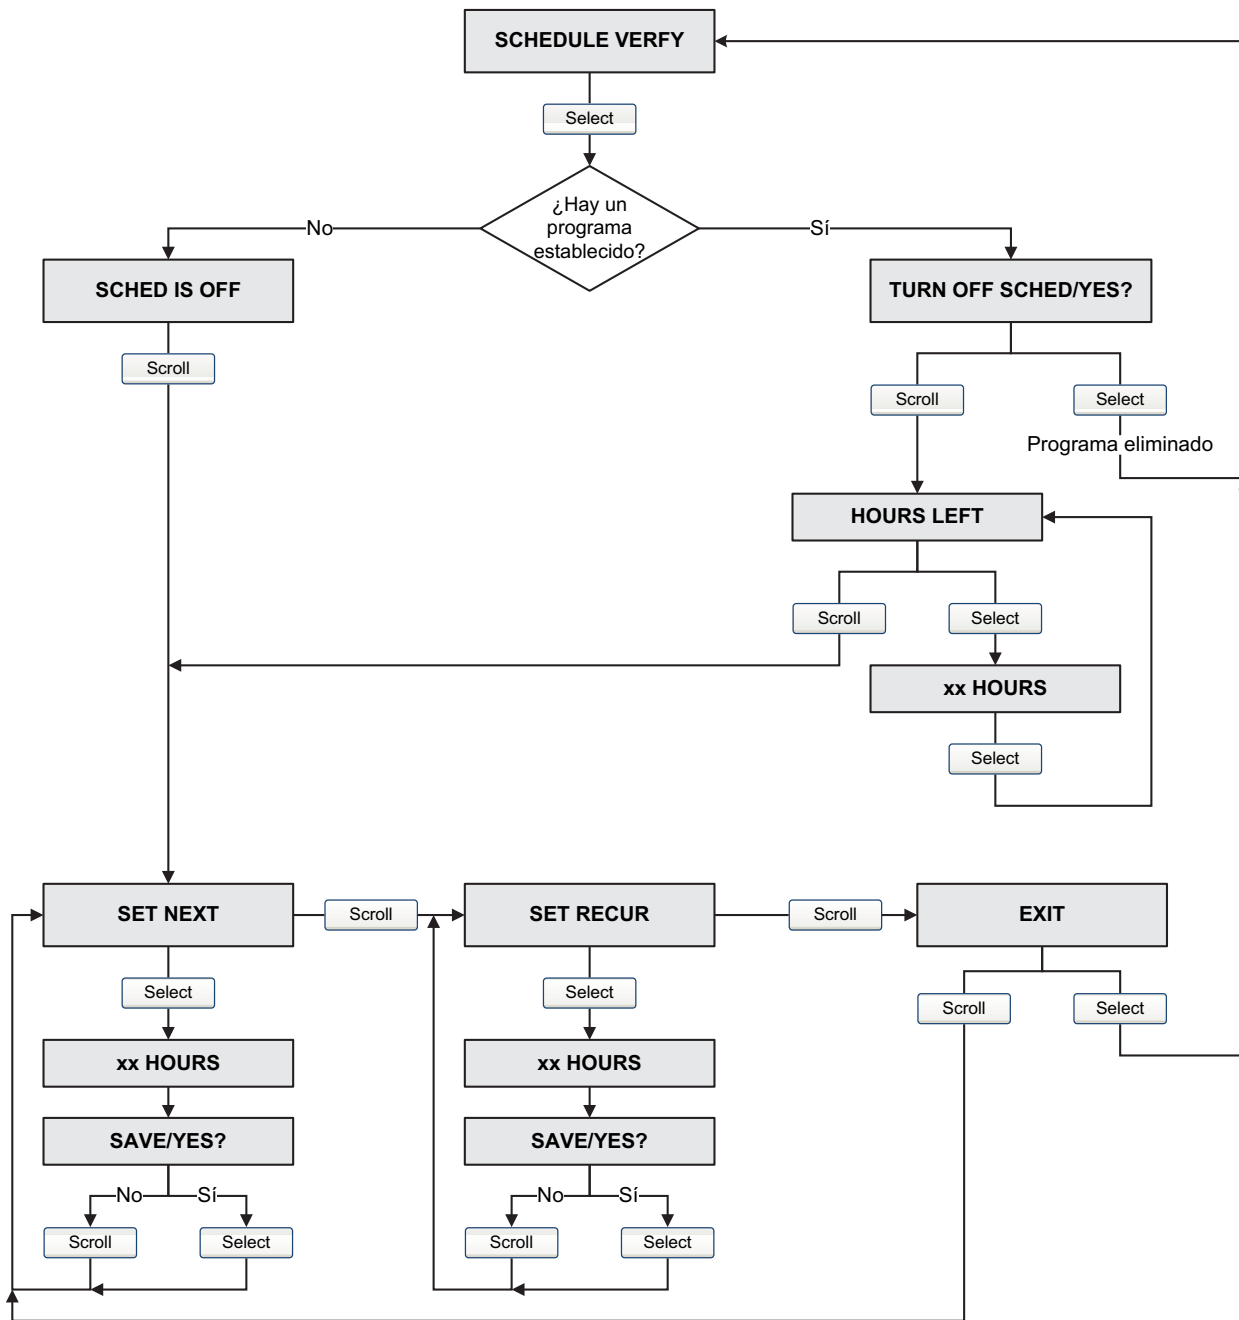 SCHEDULE VERFY
Select
¿Hay un
programa
establecido?
No
Sí
SCHED IS OFF
TURN OFF SCHED/YES?
Scroll
Scroll
Select
Programa eliminado
HOURS LEFT
Scroll
Select
xx HOURS
Select
SET NEXT
Scroll
SET RECUR
Scroll
EXIT
Select
Select
Scroll
Select
xx HOURS
xx HOURS
SAVE/YES?
SAVE/YES?
No
Sí
No
Sí
Scroll
Select
Scroll
Select